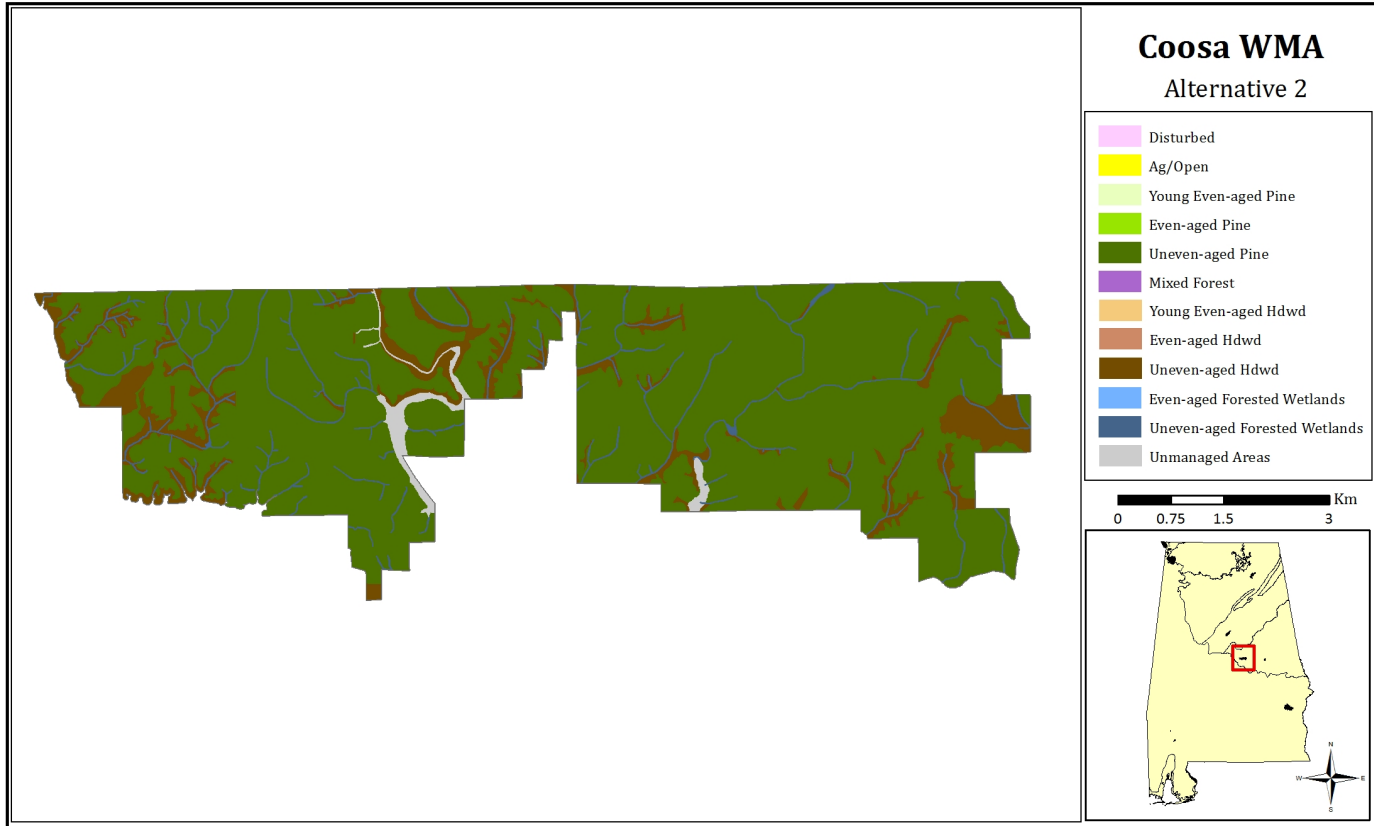 Coosa WMA
Alternative 2
Disturbed
Ag/Open
Young Even-aged Pine
Even-aged Pine
Uneven-aged Pine
Mixed Forest
Young Even-aged Hdwd
Even-aged Hdwd
Uneven-aged Hdwd
Even-aged Forested Wetlands
Uneven-aged Forested Wetlands
Unmanaged Areas
Km
0 0.75 1.5 3
N
W E
S